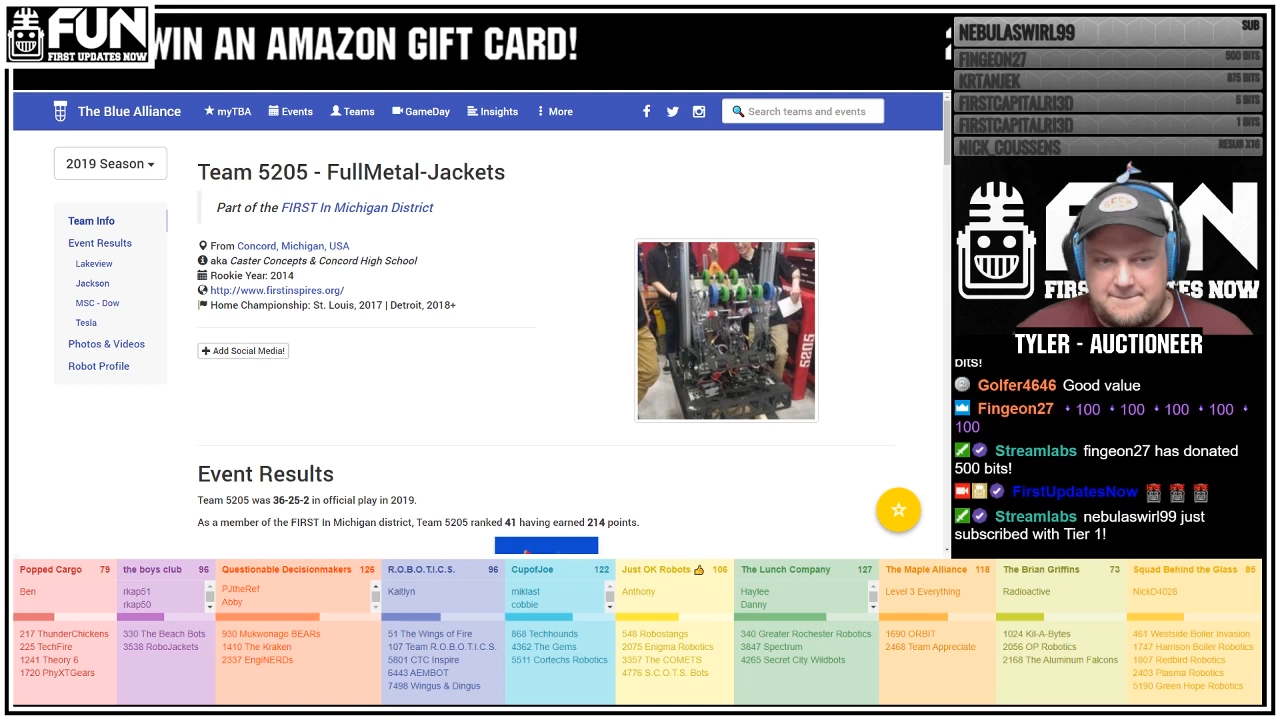 FUN
FIRST UPDATES NOW
WIN AN AMAZON GIFT CARD!
The Blue Alliance
myTBA
Events
Teams
GameDay
Insights
More
Search teams and events
2019 Season
Team Info
Event Results
Lakeview
Jackson
MSC - Dow
Tesla
Photos & Videos
Robot Profile
Team 5205 - FullMetal-Jackets
Part of the FIRST In Michigan District
From Concord, Michigan, USA
aka Caster Concepts & Concord High School
Rookie Year: 2014
http://www.firstinspires.org/
Home Championship: St. Louis, 2017 | Detroit, 2018+
Add Social Media!
5205
Event Results
Team 5205 was 36-25-2 in official play in 2019.
As a member of the FIRST In Michigan district, Team 5205 ranked 41 having earned 214 points.
NEBULASWIRL99 SUB
FINGEON27 500 BITS
KRTANJEK 675 BITS
FIRSTCAPITALRI3D 5 BITS
FIRSTCAPITALRI3D 1 BITS
NICK_COUSSENS RESUB X16
TYLER - AUCTIONEER
bits!
Golfer4646 Good value
Fingeon27 100 100 100 100
100
Streamlabs fingeon27 has donated
500 bits!
FirstUpdatesNow
Streamlabs nebulaswirl99 just
subscribed with Tier 1!
Popped Cargo 79
Ben
217 ThunderChickens
225 TechFire
1241 Theory 6
1720 PhyXTGears
the boys club 96
rkap51
rkap50
330 The Beach Bots
3538 RoboJackets
Questionable Decisionmakers 126
PJtheRef
Abby
930 Mukwonago BEARs
1410 The Kraken
2337 EngiNERDs
R.O.B.O.T.I.C.S. 96
Kaitlyn
51 The Wings of Fire
107 Team R.O.B.O.T.I.C.S.
5801 CTC Inspire
6443 AEMBOT
7498 Wingus & Dingus
CupofJoe 122
miklast
cobbie
868 Techhounds
4362 The Gems
5511 Cortechs Robotics
Just OK Robots 106
Anthony
548 Robostangs
2075 Enigma Robotics
3357 The COMETS
4776 S.C.O.T.S. Bots
The Lunch Company 127
Haylee
Danny
340 Greater Rochester Robotics
3847 Spectrum
4265 Secret City Wildbots
The Maple Alliance 118
Level 3 Everything
1690 ORBIT
2468 Team Appreciate
The Brian Griffins 73
Radioactive
1024 Kil-A-Bytes
2056 OP Robotics
2168 The Aluminum Falcons
Squad Behind the Glass 85
NickD4028
461 Westside Boiler Invasion
1747 Harrison Boiler Robotics
1807 Redbird Robotics
2403 Plasma Robotics
5190 Green Hope Robotics